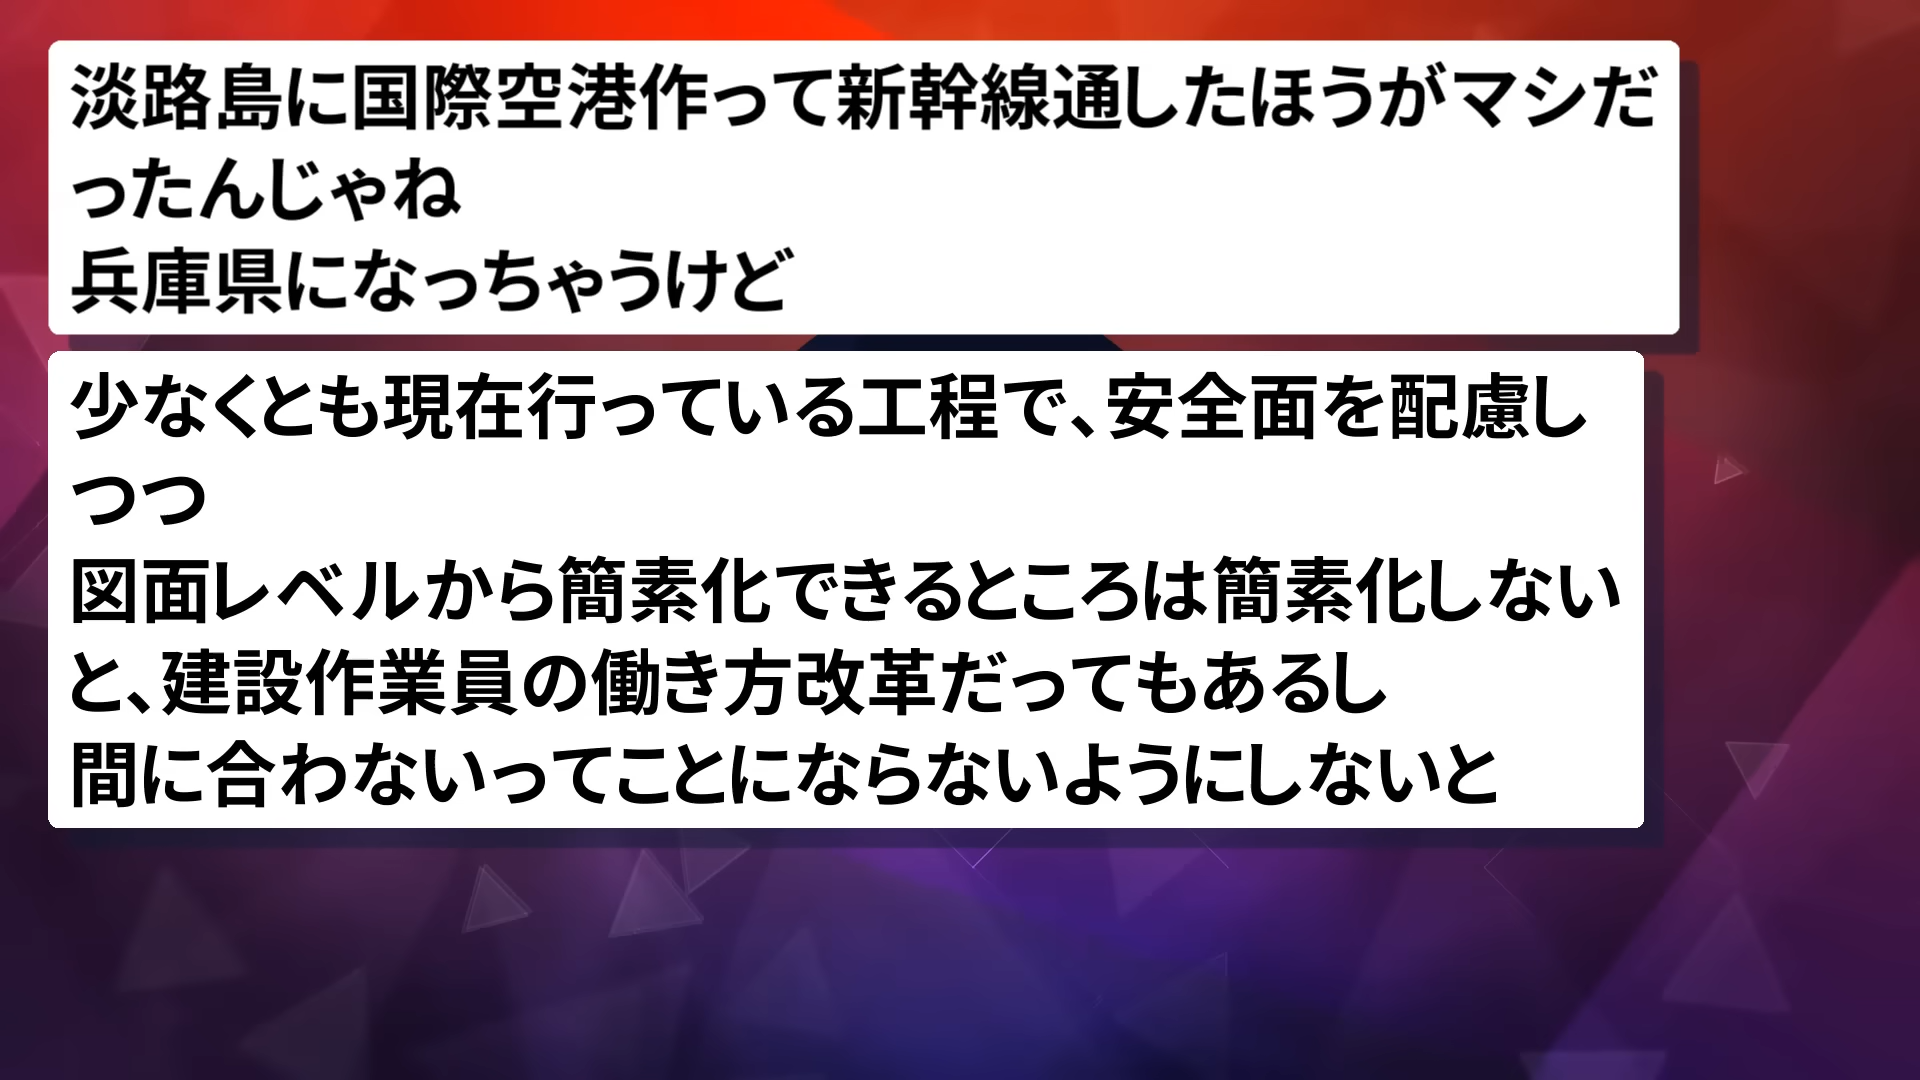 淡路島に国際空港作って新幹線通したほうがマシだ
ったんじゃね
兵庫県になっちゃうけど
少なくとも現在行っている工程で、安全面を配慮し
つつ
図面レベルから簡素化できるところは簡素化しない
と、建設作業員の働き方改革だってもあるし
間に合わないってことにならないようにしないと